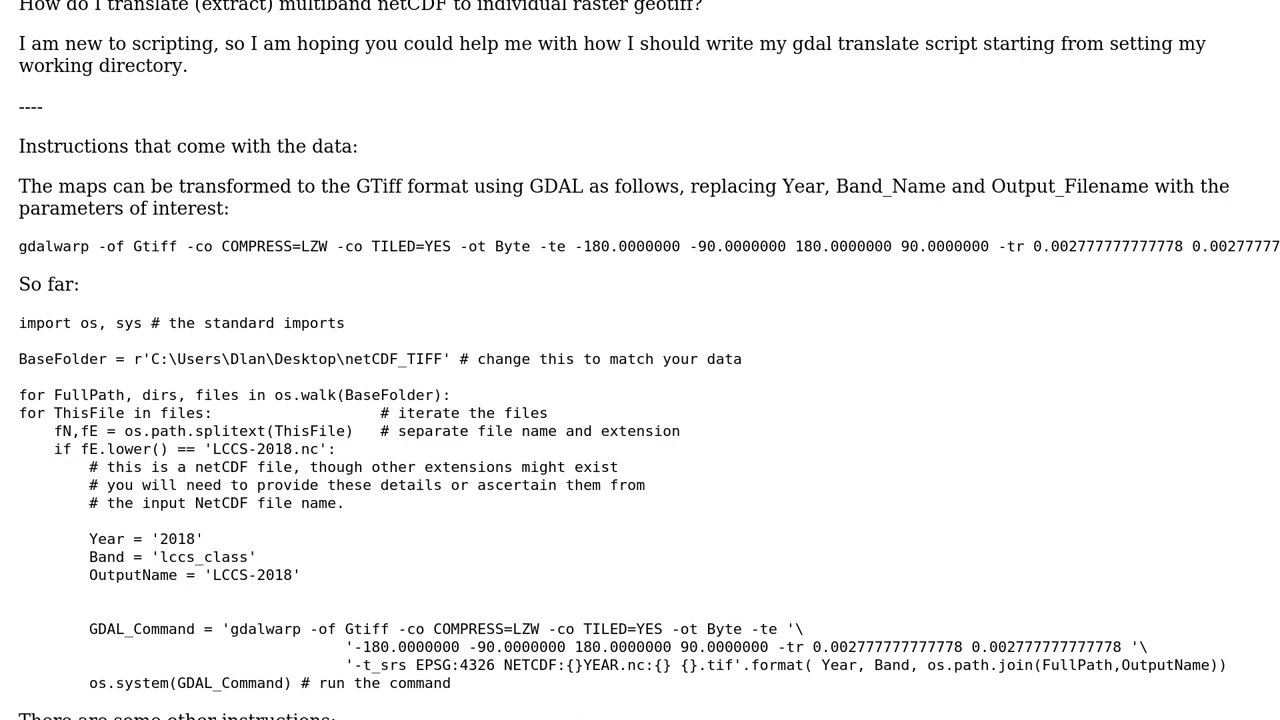 How do I translate (extract) multiband netCDF to individual raster geotiff?
I am new to scripting, so I am hoping you could help me with how I should write my gdal translate script starting from setting my
working directory.
----
Instructions that come with the data:
The maps can be transformed to the GTiff format using GDAL as follows, replacing Year, Band_Name and Output_Filename with the
parameters of interest:
gdalwarp -of Gtiff -co COMPRESS=LZW -co TILED=YES -ot Byte -te -180.0000000 -90.0000000 180.0000000 90.0000000 -tr 0.002777777777778 0.00277777
So far:
import os, sys # the standard imports
BaseFolder = r'C:\Users\Dlan\Desktop\netCDF_TIFF' # change this to match your data
for FullPath, dirs, files in os.walk(BaseFolder):
for ThisFile in files:                   # iterate the files
    fN,fE = os.path.splitext(ThisFile)   # separate file name and extension
    if fE.lower() == 'LCCS-2018.nc':
        # this is a netCDF file, though other extensions might exist
        # you will need to provide these details or ascertain them from
        # the input NetCDF file name.
        Year = '2018'
        Band = 'lccs_class'
        OutputName = 'LCCS-2018'
        GDAL_Command = 'gdalwarp -of Gtiff -co COMPRESS=LZW -co TILED=YES -ot Byte -te '\
                                     '-180.0000000 -90.0000000 180.0000000 90.0000000 -tr 0.002777777777778 0.002777777777778 '\
                                     '-t_srs EPSG:4326 NETCDF:{}YEAR.nc:{} {}.tif'.format( Year, Band, os.path.join(FullPath,OutputName))
        os.system(GDAL_Command) # run the command
There are some other instructions: